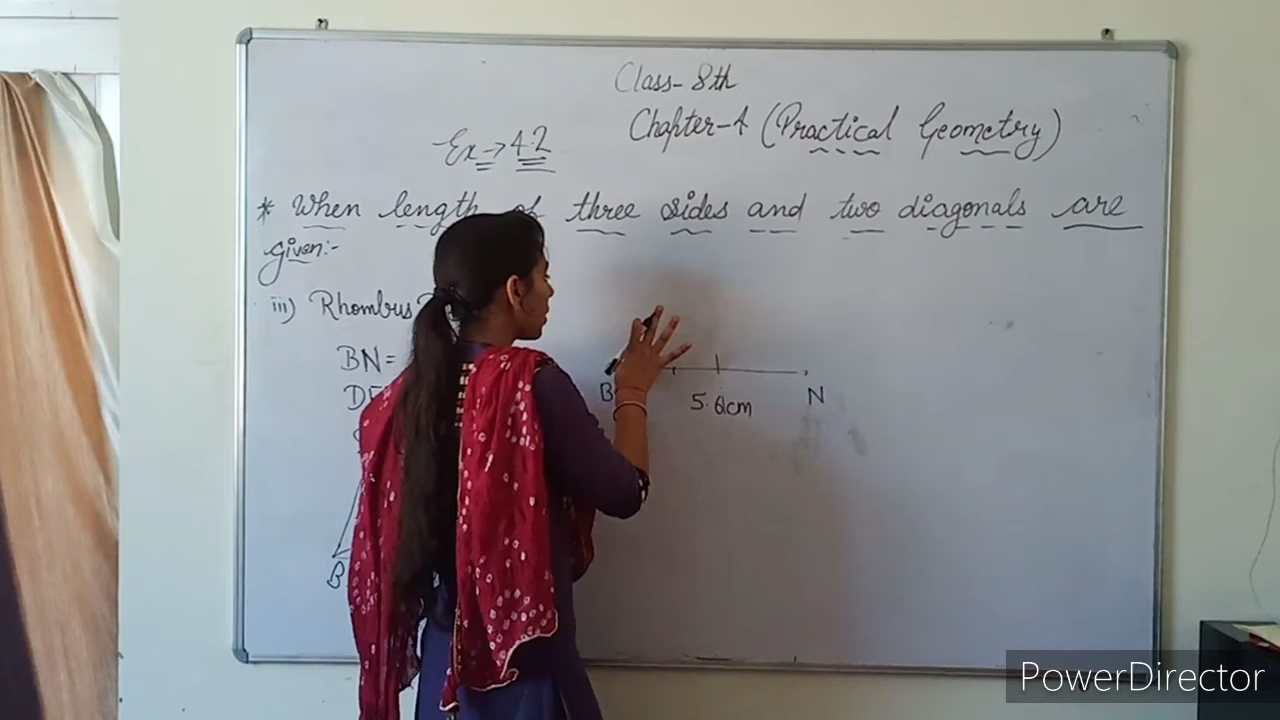 Class-8th
Chapter-4 (Practical Geometry)
Ex→4.2
* When length of three sides and two diagonals are
given:-
iii) Rhombus
BN=
B
5.6cm
N
B
PowerDirector